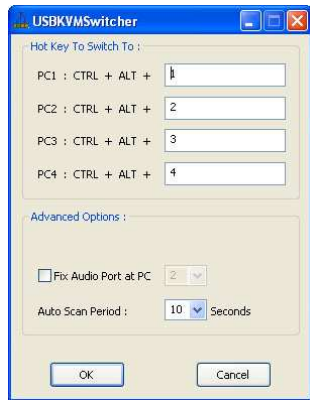 USBKVMSwitcher
Hot Key To Switch To :
PC1 : CTRL + ALT + 1
PC2 : CTRL + ALT + 2
PC3 : CTRL + ALT + 3
PC4 : CTRL + ALT + 4
Advanced Options :
Fix Audio Port at PC 2
Auto Scan Period : 10 Seconds
OK Cancel